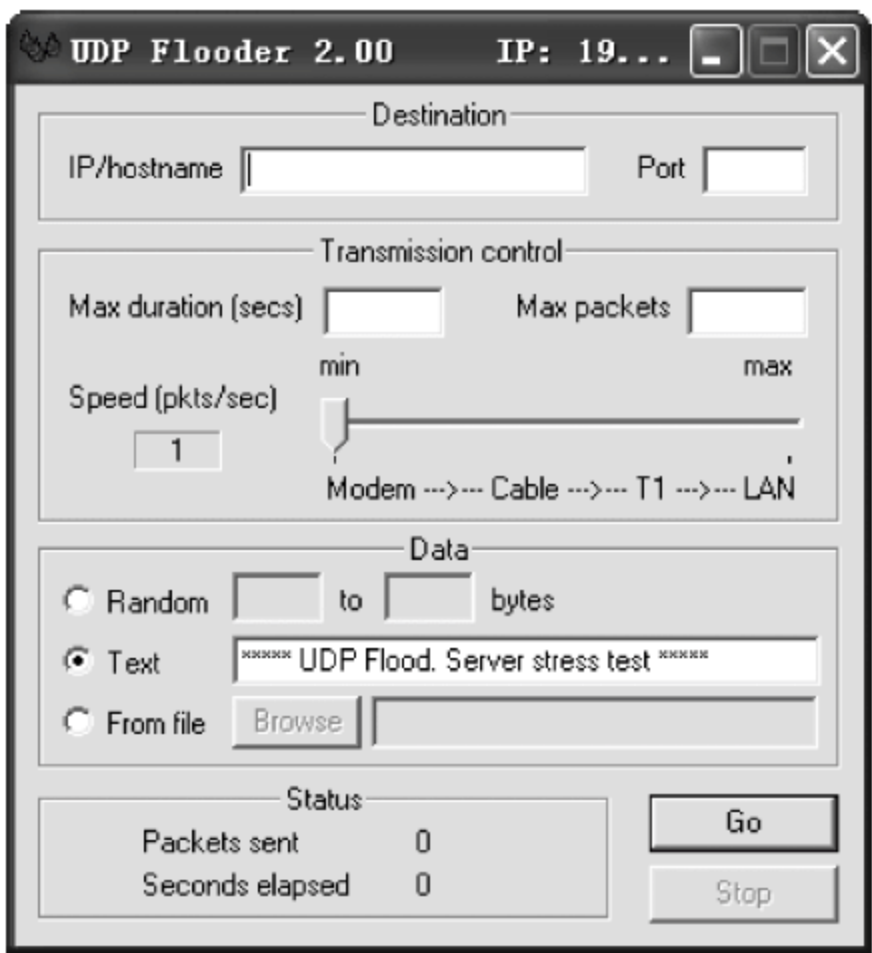 UDP Flooder 2.00 IP: 19...
Destination
IP/hostname Port
Transmission control
Max duration (secs) Max packets
min max
Speed (pkts/sec)
1
Modem --->--- Cable --->--- T1 --->--- LAN
Data
Random to bytes
Text ***** UDP Flood. Server stress test *****
From file Browse
Status
Packets sent 0
Seconds elapsed 0
Go
Stop